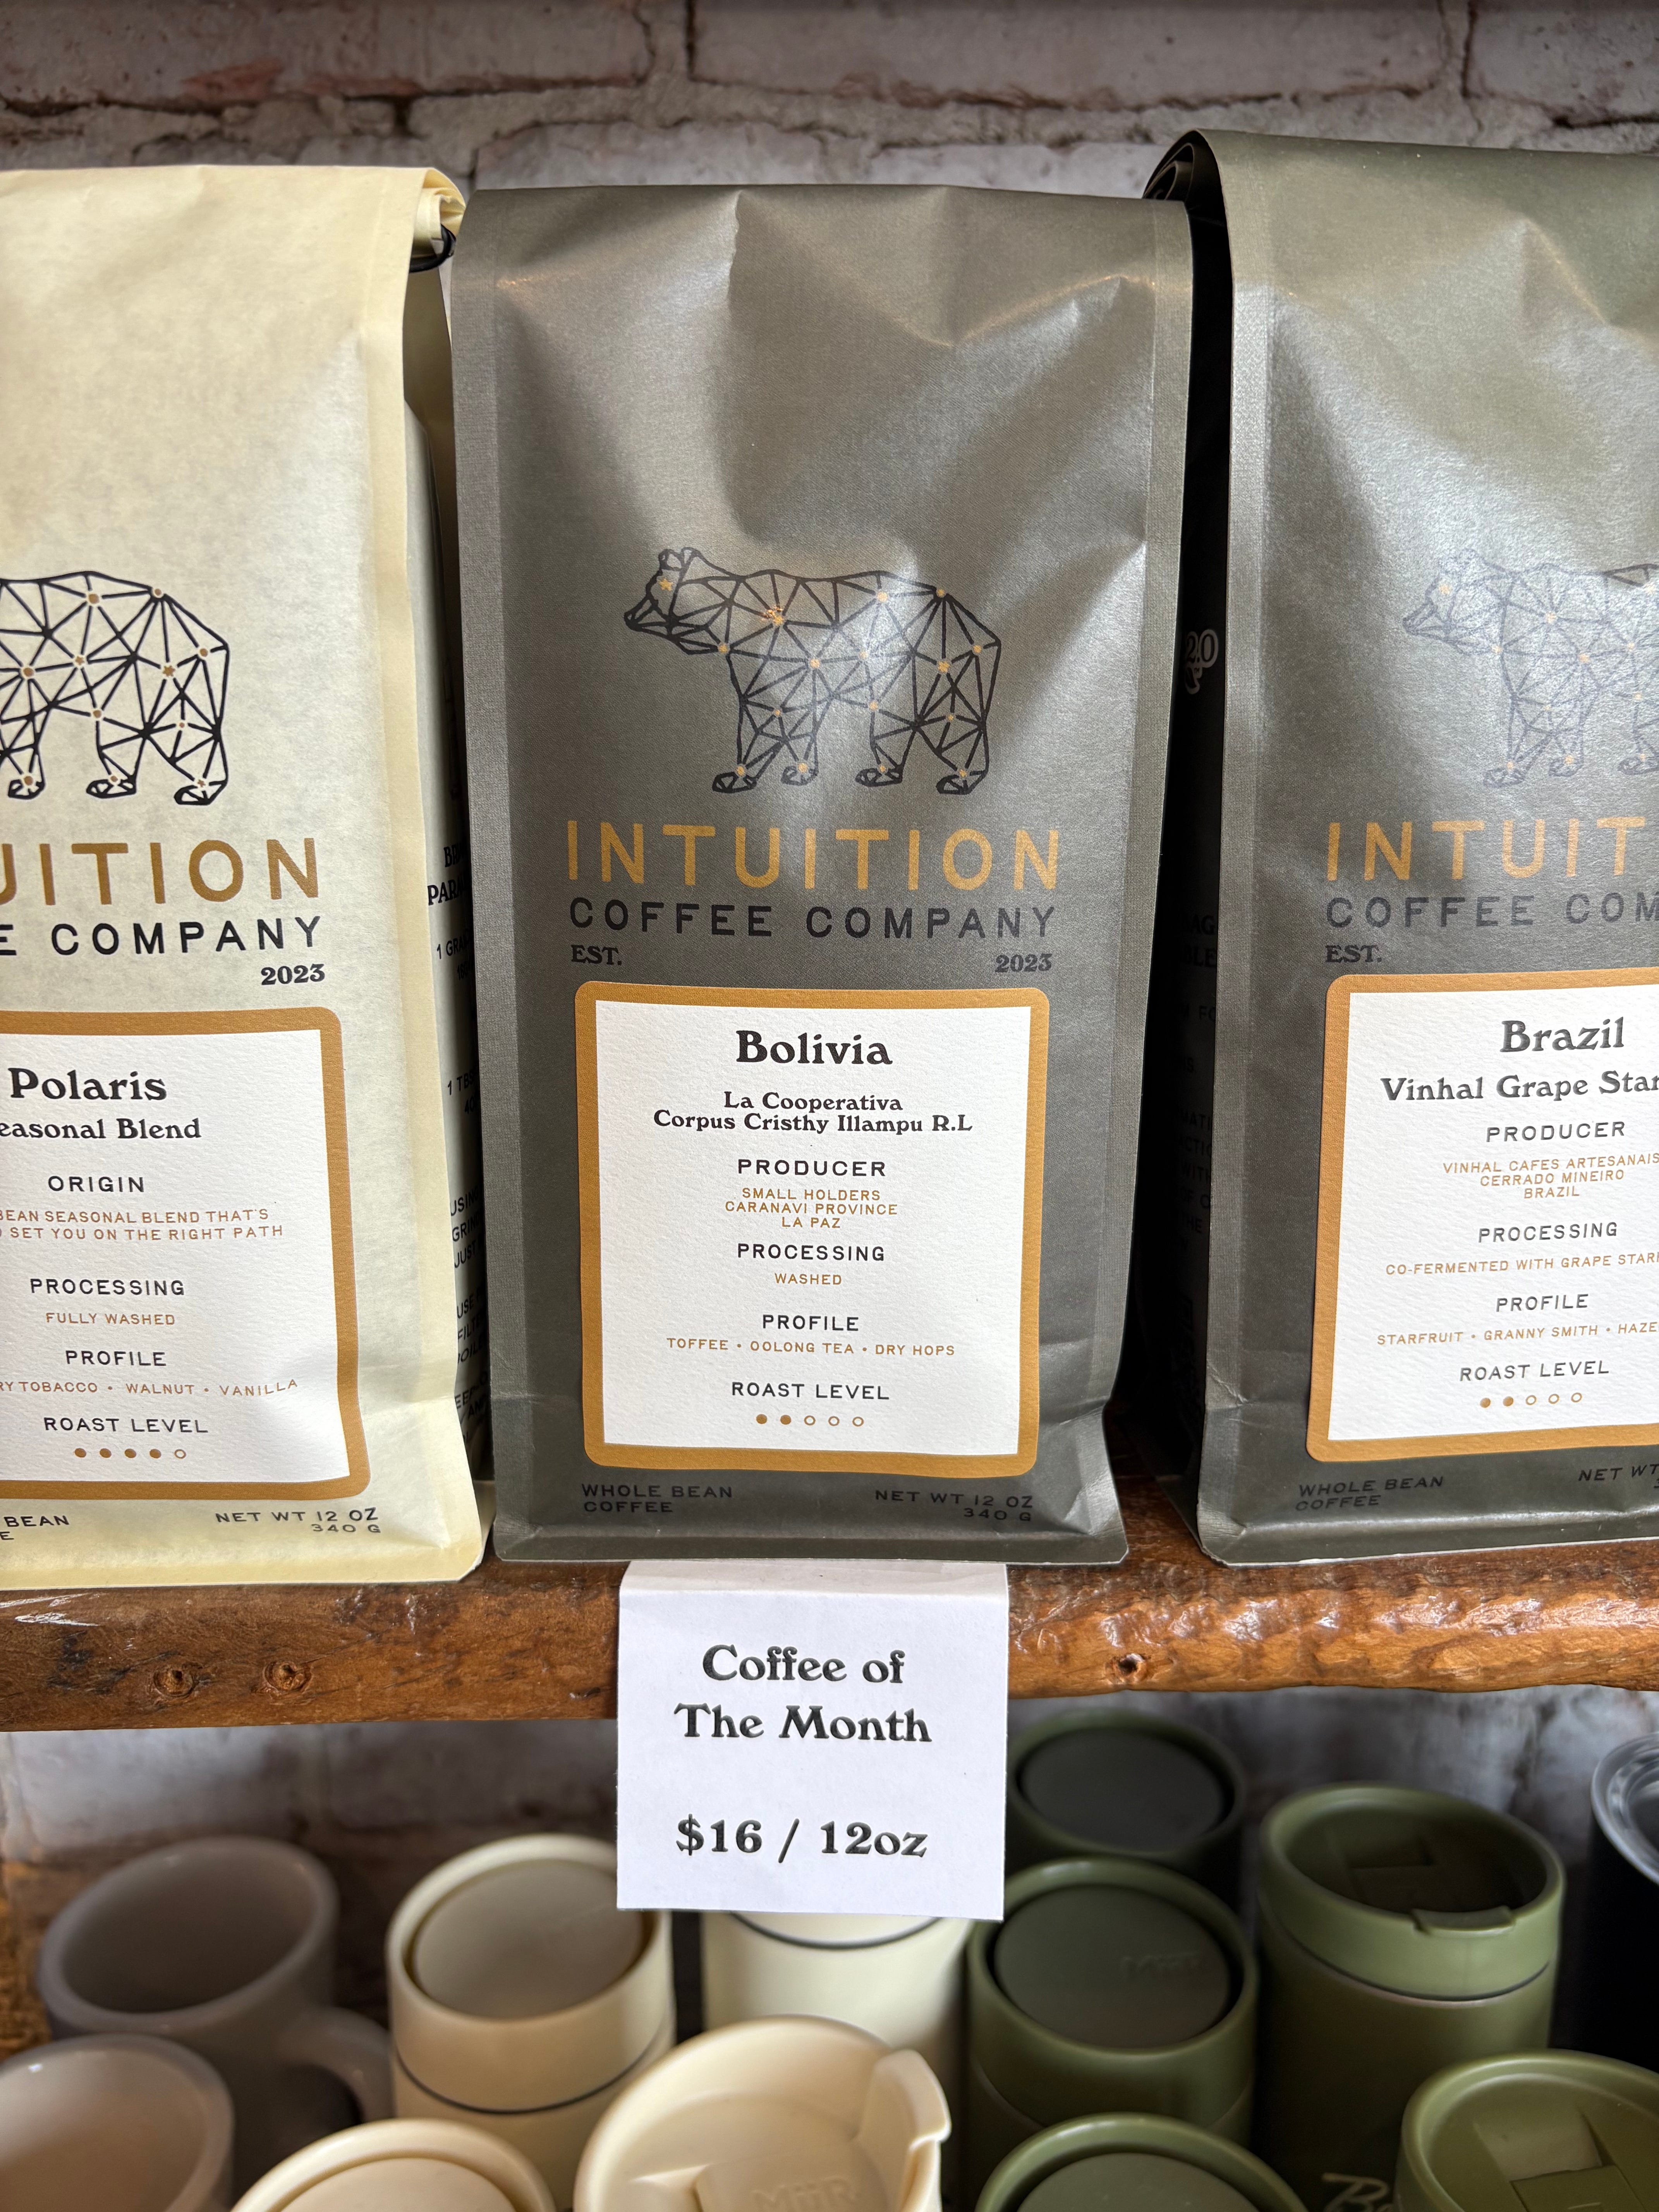 UITION
COMPANY
2023
Polaris
Blend
ORIGIN
BEAN SEASONAL BLEND THAT'S
SET YOU ON THE RIGHT PATH
PROCESSING
FULLY WASHED
PROFILE
TOBACCO • WALNUT • VANILLA
ROAST LEVEL
BEAN
NET WT 12 OZ
340 G
INTUITION
COFFEE COMPANY
EST. 2023
Bolivia
La Cooperativa
Corpus Cristhy Illampu R.L
PRODUCER
SMALL HOLDERS
CARANAVI PROVINCE
LA PAZ
PROCESSING
WASHED
PROFILE
TOFFEE • OOLONG TEA • DRY HOPS
ROAST LEVEL
WHOLE BEAN
COFFEE
NET WT 12 OZ
340 G
INTUIT
COFFEE COM
EST.
Brazil
Vinhal Grape Star
PRODUCER
VINHAL CAFES ARTESANAIS
CERRADO MINEIRO
BRAZIL
PROCESSING
CO-FERMENTED WITH GRAPE STAR
PROFILE
STARFRUIT • GRANNY SMITH • HAZE
ROAST LEVEL
WHOLE BEAN
COFFEE
NET WT
Coffee of
The Month
$16 / 12oz
MiiR
MiiR